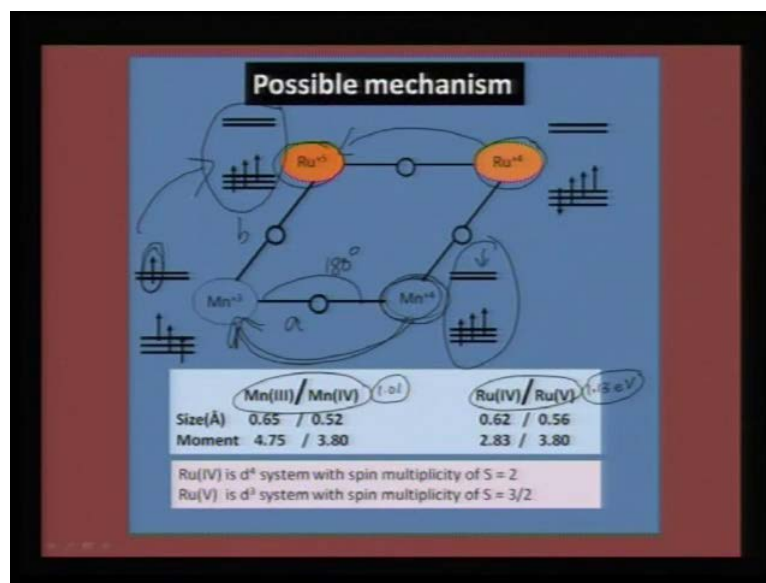 Possible mechanism
Ru+5
Ru+4
b
180°
Mn+3
Mn+4
a
Mn(III)/Mn(IV) 1.01
Ru(IV)/Ru(V) 1.13 eV
Size(Å) 0.65 / 0.52 0.62 / 0.56
Moment 4.75 / 3.80 2.83 / 3.80
Ru(IV) is d⁴ system with spin multiplicity of S = 2
Ru(V) is d³ system with spin multiplicity of S = 3/2